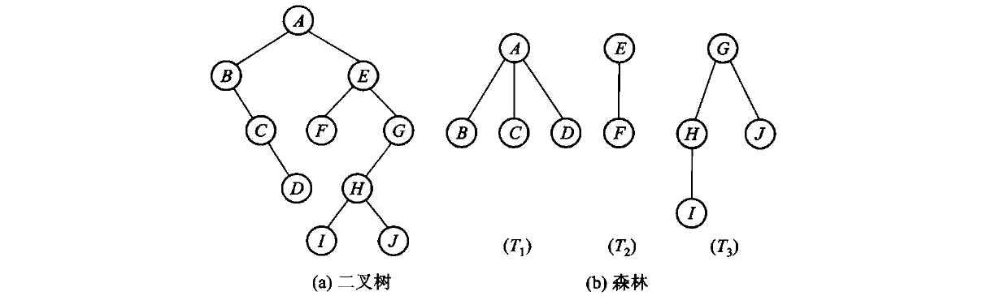 A
B E
C F G
D H
I J
A E G
B C D F H J
I
(T1) (T2) (T3)
(a) 二叉树 (b) 森林